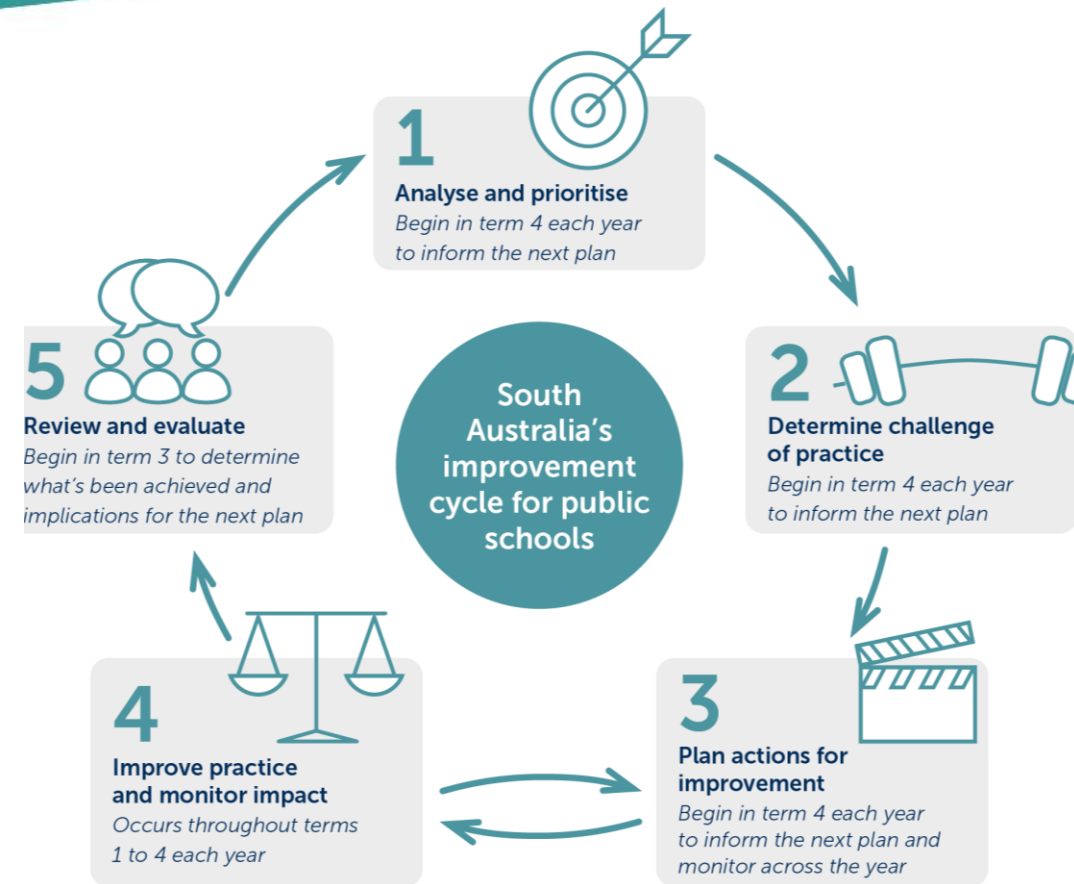 1
Analyse and prioritise
Begin in term 4 each year
to inform the next plan
2
Determine challenge
of practice
Begin in term 4 each year
to inform the next plan
3
Plan actions for
improvement
Begin in term 4 each year
to inform the next plan and
monitor across the year
4
Improve practice
and monitor impact
Occurs throughout terms
1 to 4 each year
5
Review and evaluate
Begin in term 3 to determine
what's been achieved and
implications for the next plan
South
Australia's
improvement
cycle for public
schools